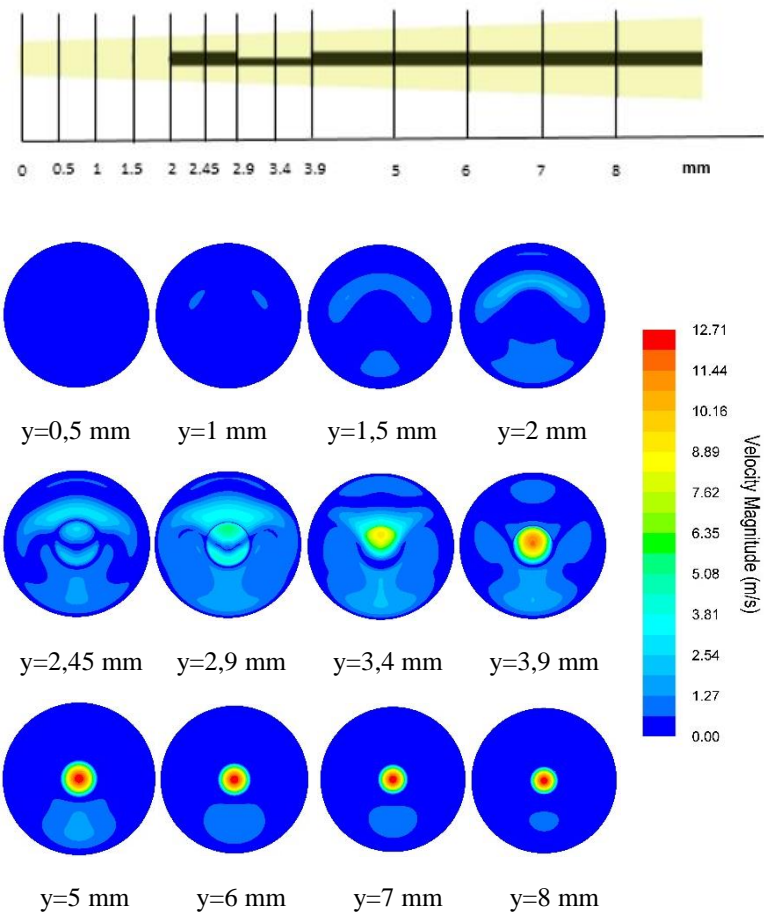 0 0.5 1 1.5 2 2.45 2.9 3.4 3.9 5 6 7 8 mm
y=0,5 mm y=1 mm y=1,5 mm y=2 mm
y=2,45 mm y=2,9 mm y=3,4 mm y=3,9 mm
y=5 mm y=6 mm y=7 mm y=8 mm
12.71
11.44
10.16
8.89
7.62
6.35
5.08
3.81
2.54
1.27
0.00
Velocity Magnitude (m/s)